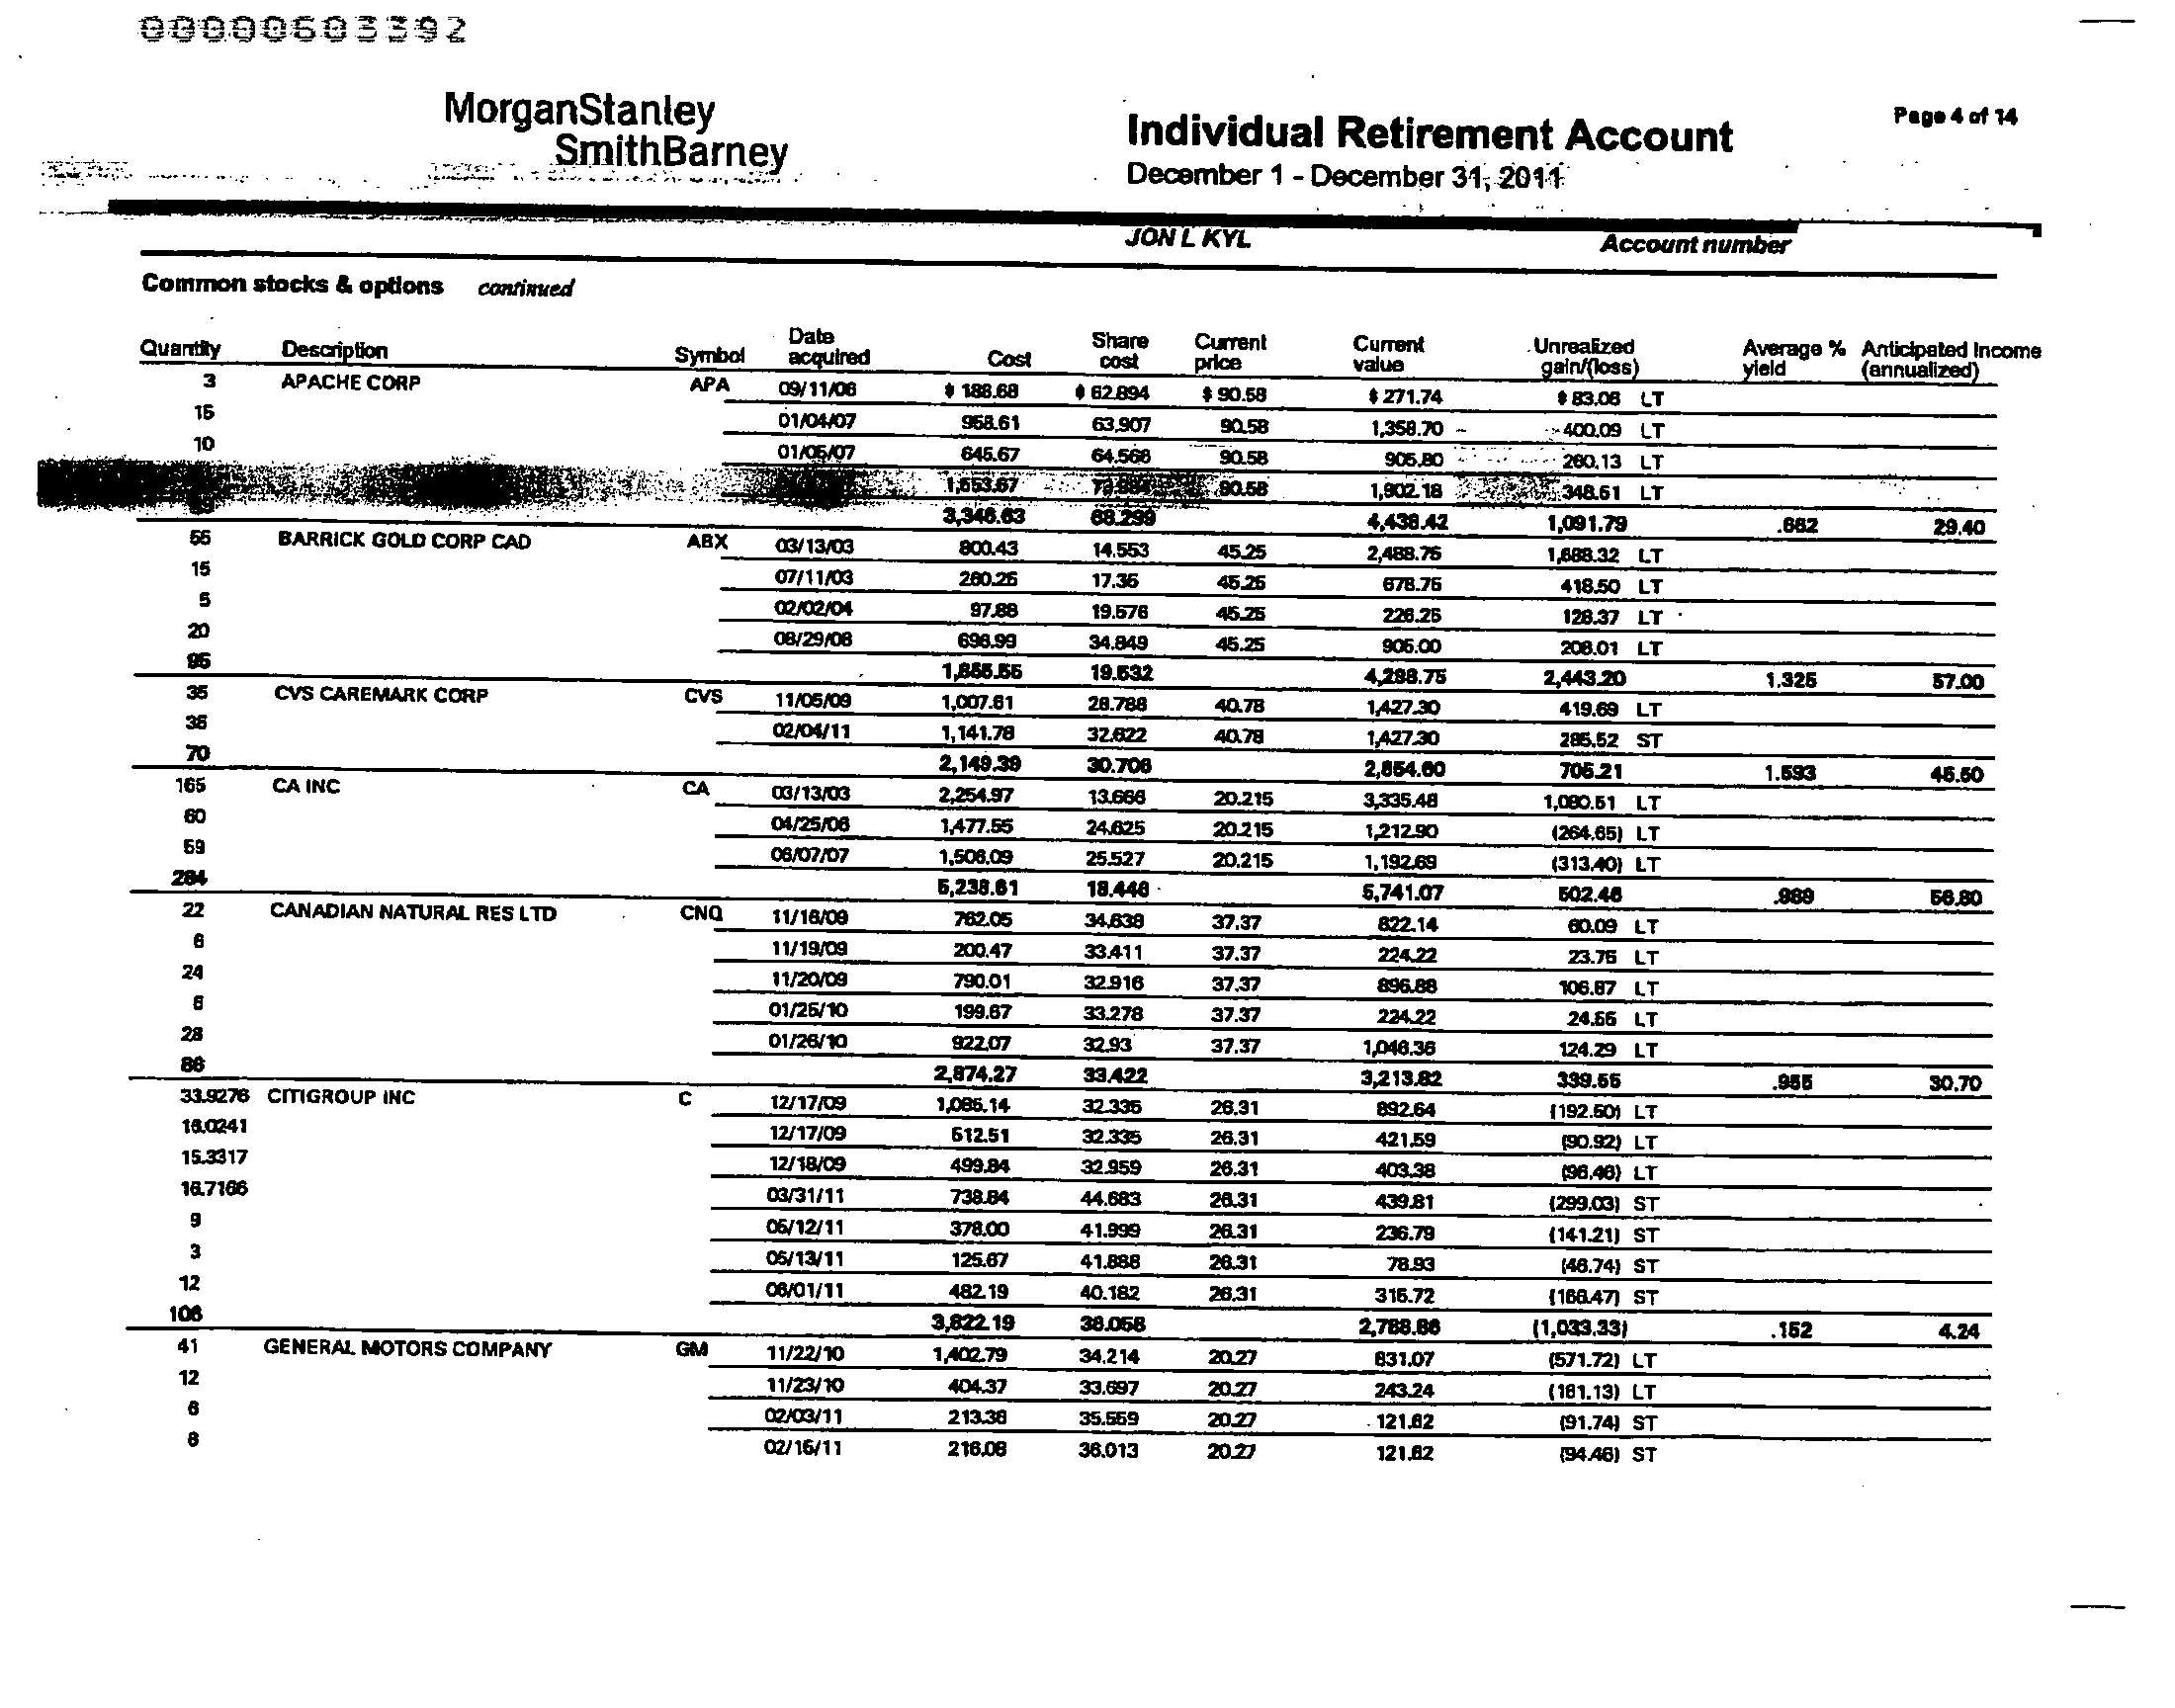 00000603392
MorganStanley
SmithBarney
Individual Retirement Account
December 1 - December 31, 2011
Page 4 of 14
JON L KYL Account number
Common stocks & options continued
Quantity Description Symbol Date acquired Cost Share cost Current price Current value Unrealized gain/(loss) Average % yield Anticipated Income (annualized)
3 APACHE CORP APA 09/11/06 $ 188.68 $ 62.894 $ 90.58 $ 271.74 $ 83.06 LT
15 01/04/07 958.61 63.907 90.58 1,358.70 400.09 LT
10 01/05/07 645.67 64.566 90.58 905.80 260.13 LT
1,553.67 90.58 1,902.18 348.51 LT
49 3,346.63 68.299 4,438.42 1,091.79 .662 29.40
55 BARRICK GOLD CORP CAD ABX 03/13/03 800.43 14.553 45.25 2,488.75 1,688.32 LT
15 07/11/03 260.25 17.35 45.25 678.75 418.50 LT
5 02/02/04 97.88 19.576 45.25 226.25 128.37 LT
20 08/29/06 696.99 34.849 45.25 905.00 208.01 LT
95 1,855.55 19.532 4,298.75 2,443.20 1.325 57.00
35 CVS CAREMARK CORP CVS 11/05/09 1,007.61 28.788 40.78 1,427.30 419.69 LT
35 02/04/11 1,141.78 32.622 40.78 1,427.30 285.52 ST
70 2,149.39 30.706 2,854.60 705.21 1.593 45.50
165 CA INC CA 03/13/03 2,254.97 13.666 20.215 3,335.48 1,080.51 LT
60 04/25/06 1,477.55 24.625 20.215 1,212.90 (264.65) LT
59 06/07/07 1,506.09 25.527 20.215 1,192.69 (313.40) LT
284 5,238.61 18.446 5,741.07 502.46 .989 56.80
22 CANADIAN NATURAL RES LTD CNQ 11/16/09 762.05 34.638 37.37 822.14 60.09 LT
6 11/19/09 200.47 33.411 37.37 224.22 23.75 LT
24 11/20/09 790.01 32.916 37.37 896.88 106.87 LT
6 01/25/10 199.67 33.278 37.37 224.22 24.55 LT
28 01/26/10 922.07 32.93 37.37 1,046.36 124.29 LT
86 2,874.27 33.422 3,213.82 339.55 .955 30.70
33.9276 CITIGROUP INC C 12/17/09 1,085.14 32.335 26.31 892.64 (192.50) LT
16.0241 12/17/09 512.51 32.335 26.31 421.59 (90.92) LT
15.3317 12/18/09 499.84 32.959 26.31 403.38 (96.46) LT
16.7166 03/31/11 738.84 44.683 26.31 439.81 (299.03) ST
9 05/12/11 378.00 41.999 26.31 236.79 (141.21) ST
3 05/13/11 125.67 41.888 26.31 78.93 (46.74) ST
12 06/01/11 482.19 40.182 26.31 315.72 (166.47) ST
106 3,822.19 36.058 2,788.86 (1,033.33) .152 4.24
41 GENERAL MOTORS COMPANY GM 11/22/10 1,402.79 34.214 20.27 831.07 (571.72) LT
12 11/23/10 404.37 33.697 20.27 243.24 (161.13) LT
6 02/03/11 213.36 35.559 20.27 121.62 (91.74) ST
6 02/15/11 216.08 36.013 20.27 121.62 (94.46) ST